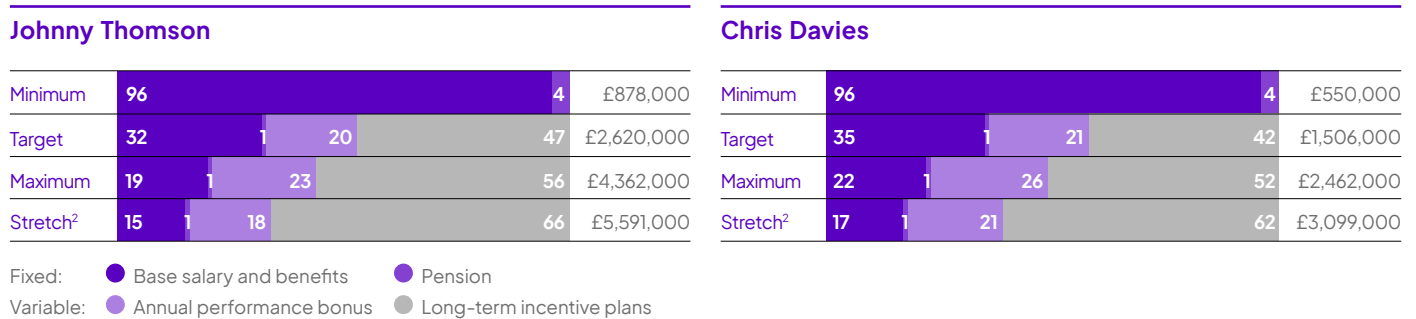 Johnny Thomson
Minimum 96 4 £878,000
Target 32 1 20 47 £2,620,000
Maximum 19 1 23 56 £4,362,000
Stretch2 15 1 18 66 £5,591,000
Chris Davies
Minimum 96 4 £550,000
Target 35 1 21 42 £1,506,000
Maximum 22 1 26 52 £2,462,000
Stretch2 17 1 21 62 £3,099,000
Fixed: Base salary and benefits Pension
Variable: Annual performance bonus Long-term incentive plans